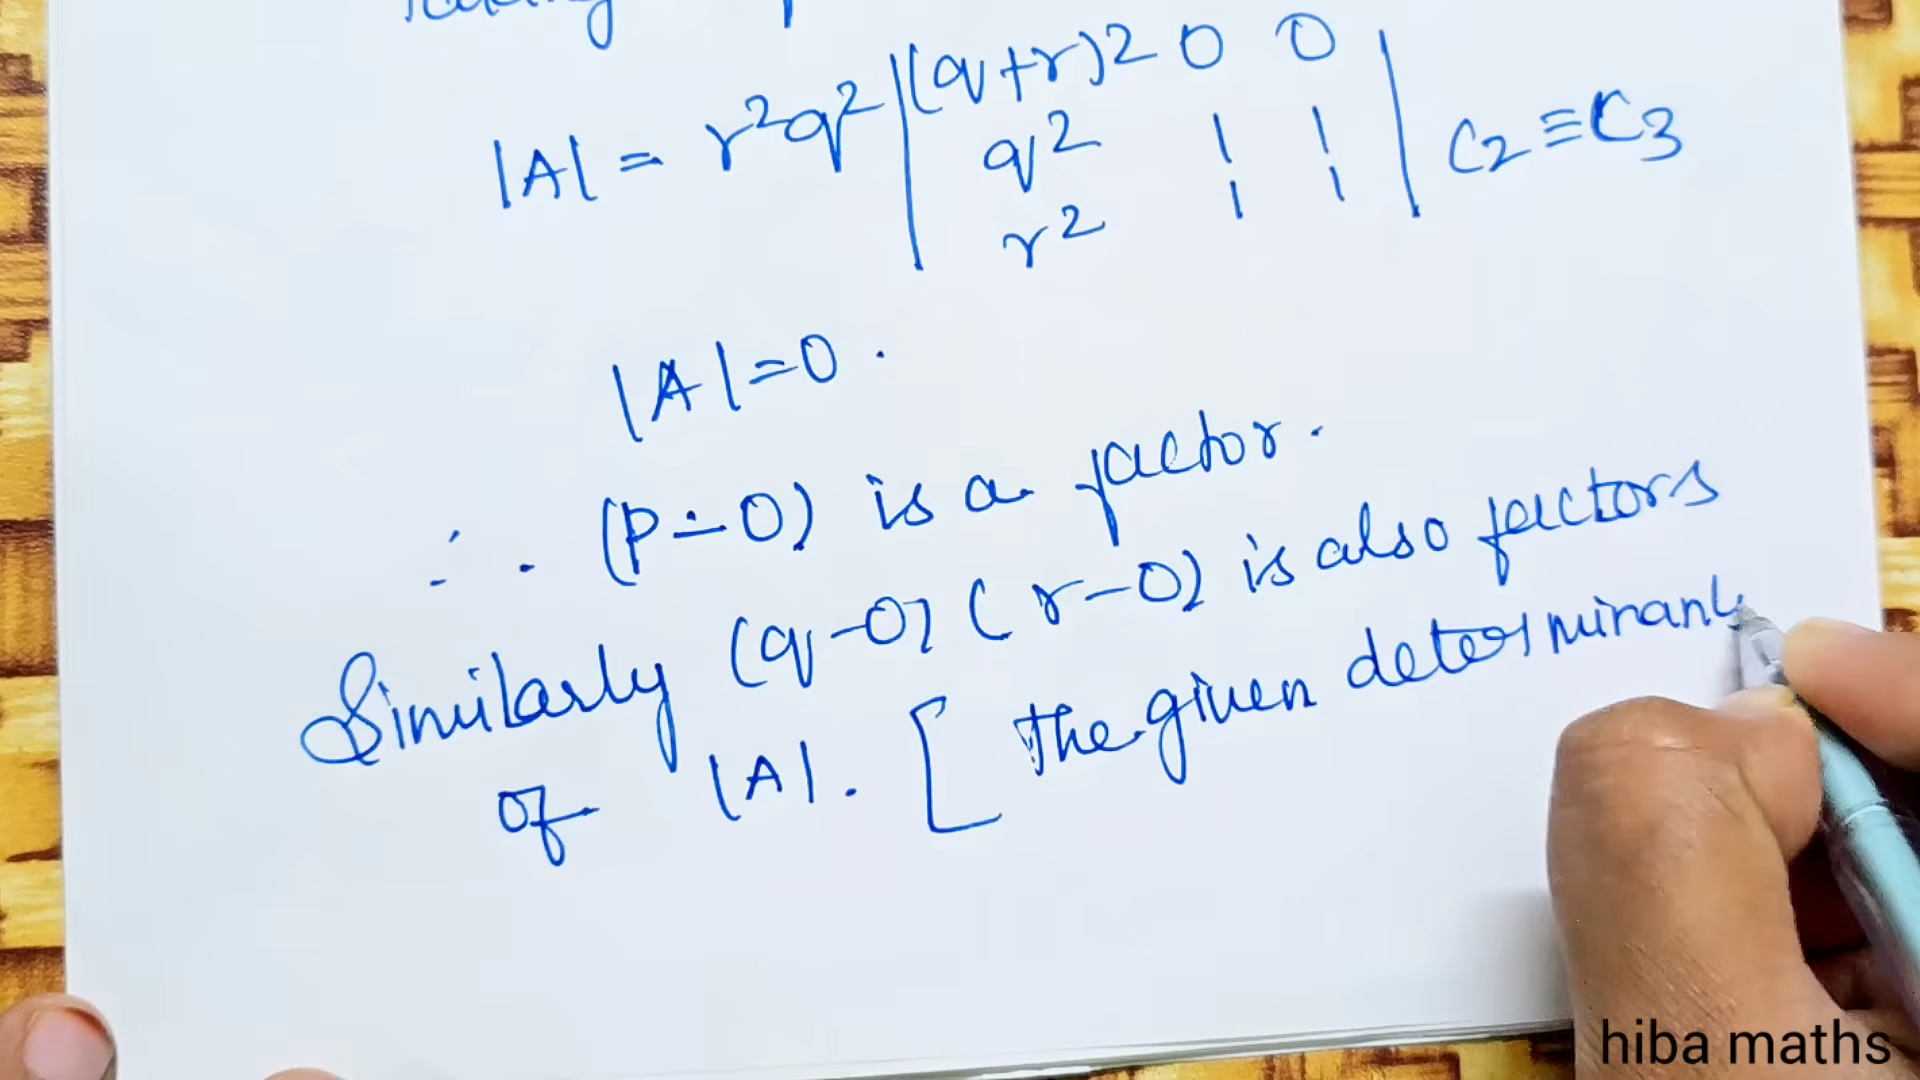 |A| = r²q² |(q+r)2 0 0
q² 1 1 | C2 ≡ C3
r² 1 1
|A| = 0.
∴ (P-0) is a factor.
Similarly (q-0) (r-0) is also factors
of |A|. [ The given determinant
hiba maths